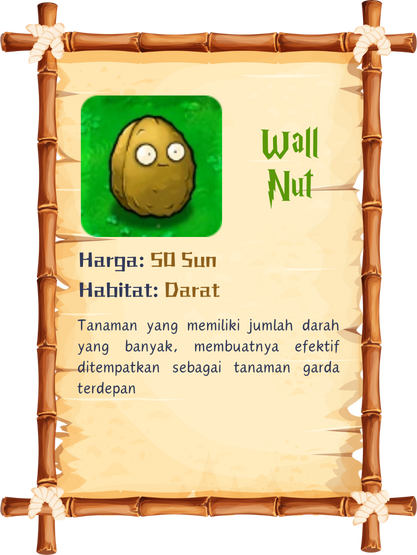 Wall
Nut
Harga: 50 Sun
Habitat: Darat
Tanaman yang memiliki jumlah darah
yang banyak, membuatnya efektif
ditempatkan sebagai tanaman garda
terdepan